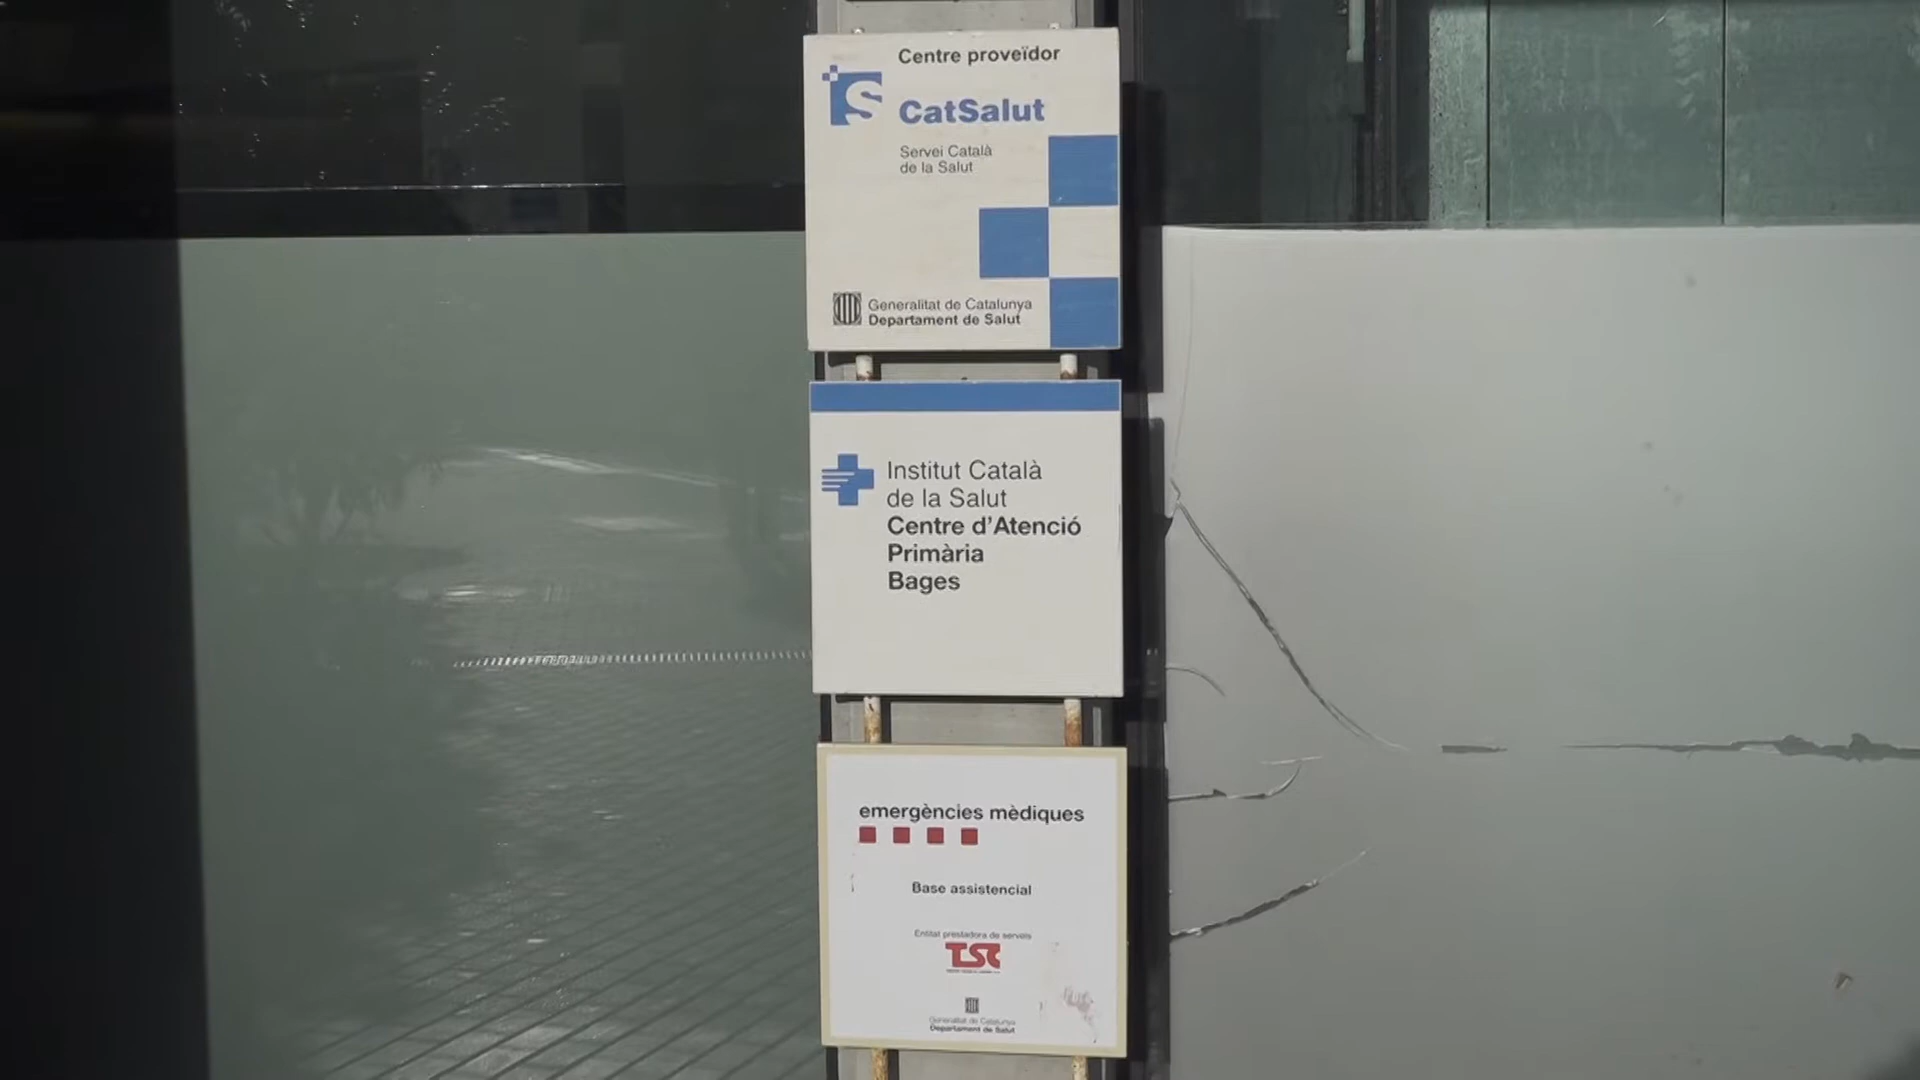 Centre proveïdor
CatSalut
Servei Català
de la Salut
Generalitat de Catalunya
Departament de Salut
Institut Català
de la Salut
Centre d'Atenció
Primària
Bages
emergències mèdiques
Base assistencial
Entitat prestadora de serveis
TSC
Generalitat de Catalunya
Departament de Salut